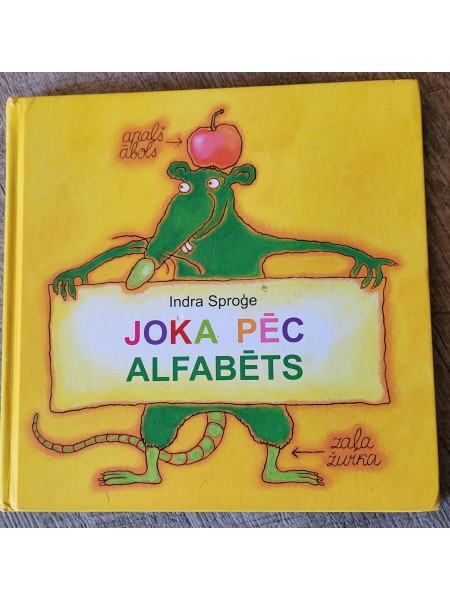 apaļš
ābols
Indra Sproģe
JOKA PĒC
ALFABĒTS
zaļa
žurka